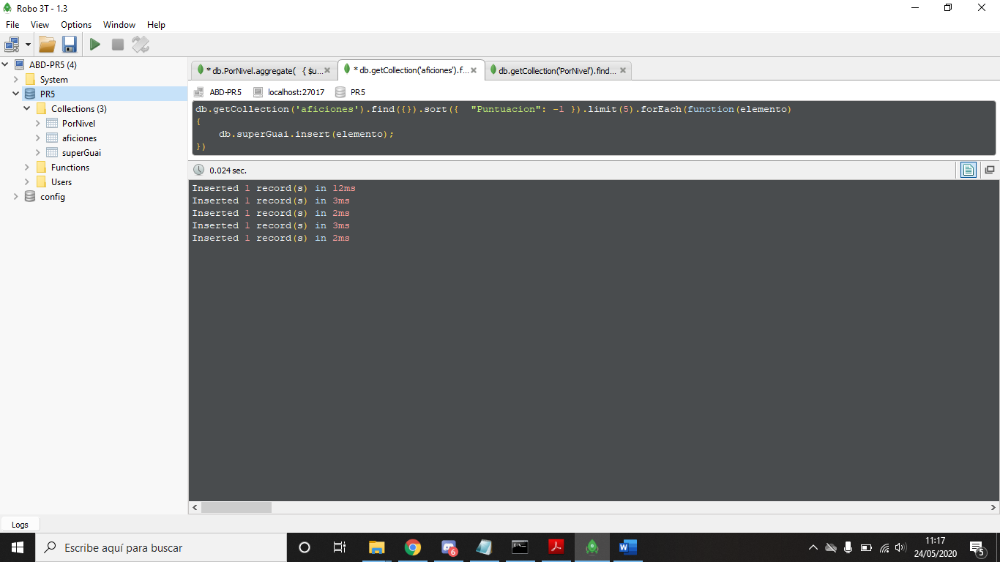 Robo 3T - 1.3
File View Options Window Help
ABD-PR5 (4)
System
PR5
Collections (3)
PorNivel
aficiones
superGuai
Functions
Users
config
* db.PorNivel.aggregate( { $u... * db.getCollection('aficiones').f... db.getCollection('PorNivel').find...
ABD-PR5 localhost:27017 PR5
db.getCollection('aficiones').find({}).sort({ "Puntuacion": -1 }).limit(5).forEach(function(elemento)
{
db.superGuai.insert(elemento);
})
0.024 sec.
Inserted 1 record(s) in 12ms
Inserted 1 record(s) in 3ms
Inserted 1 record(s) in 2ms
Inserted 1 record(s) in 3ms
Inserted 1 record(s) in 2ms
Logs
Escribe aquí para buscar
6
11:17
24/05/2020
5